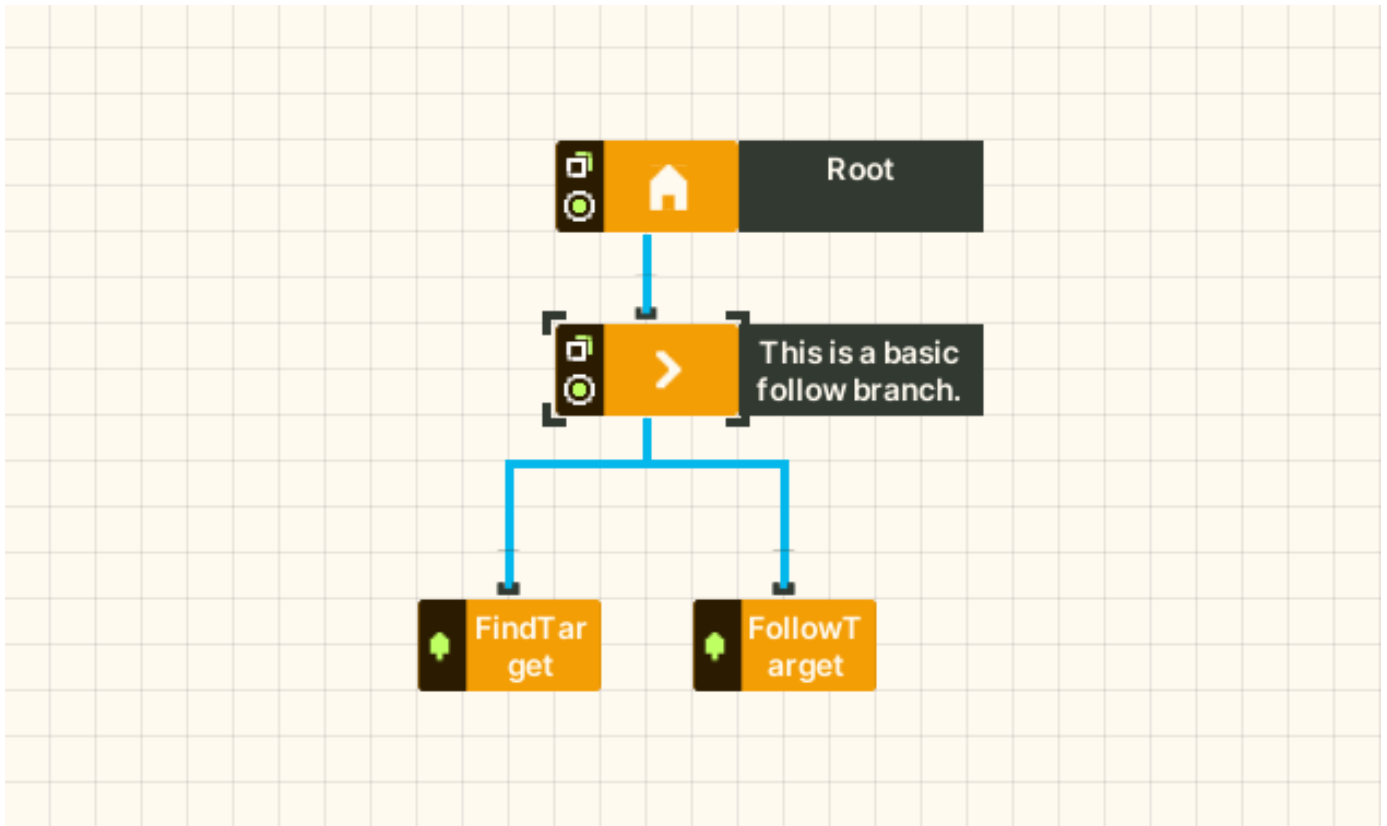 Root
This is a basic
follow branch.
FindTar
get
FollowT
arget